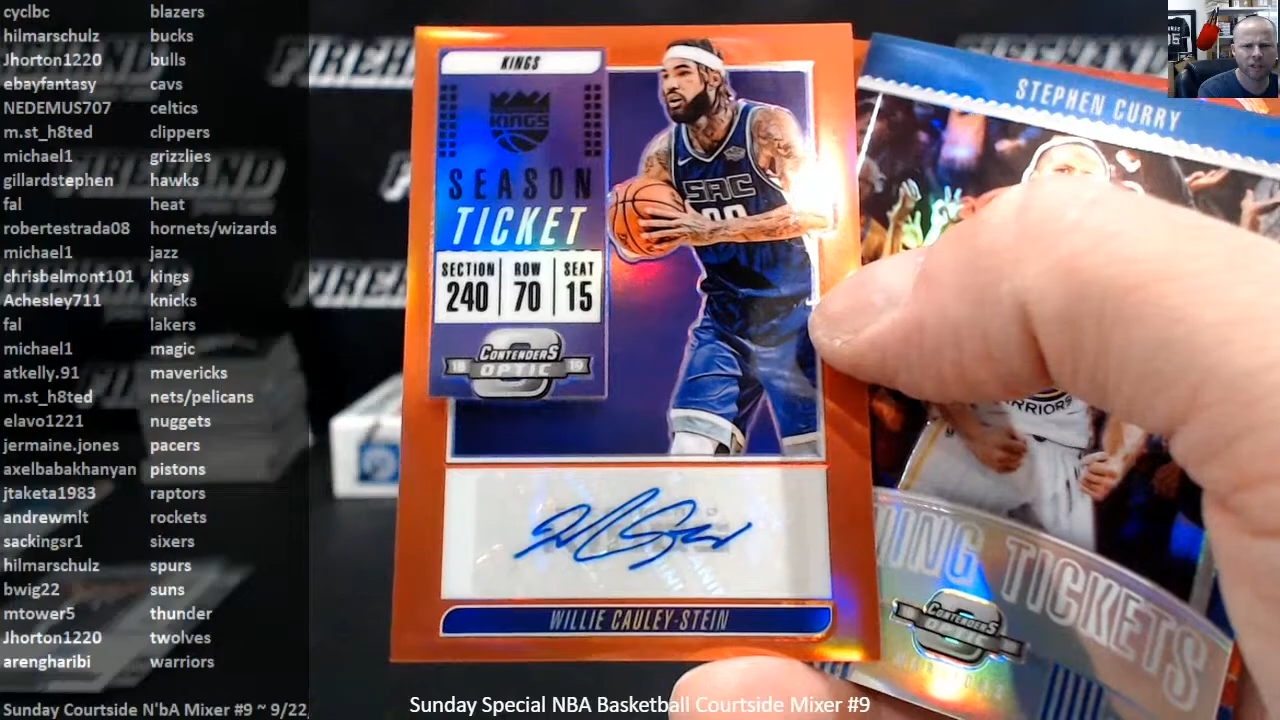 cyclbc blazers
hilmarschulz bucks
Jhorton1220 bulls
ebayfantasy cavs
NEDEMUS707 celtics
m.st_h8ted clippers
michael1 grizzlies
gillardstephen hawks
fal heat
robertestrada08 hornets/wizards
michael1 jazz
chrisbelmont101 kings
Achesley711 knicks
fal lakers
michael1 magic
atkelly.91 mavericks
m.st_h8ted nets/pelicans
elavo1221 nuggets
jermaine.jones pacers
axelbabakhanyan pistons
jtaketa1983 raptors
andrewmlt rockets
sackingsr1 sixers
hilmarschulz spurs
bwig22 suns
mtower5 thunder
Jhorton1220 twolves
arengharibi warriors
Sunday Courtside N'bA Mixer #9 ~ 9/22
KINGS
KINGS
SEASON
TICKET
SECTION ROW SEAT
240 70 15
CONTENDERS
18 OPTIC 19
SAC
WILLIE CAULEY-STEIN
STEPHEN CURRY
TICKETS
CONTENDERS
Sunday Special NBA Basketball Courtside Mixer #9